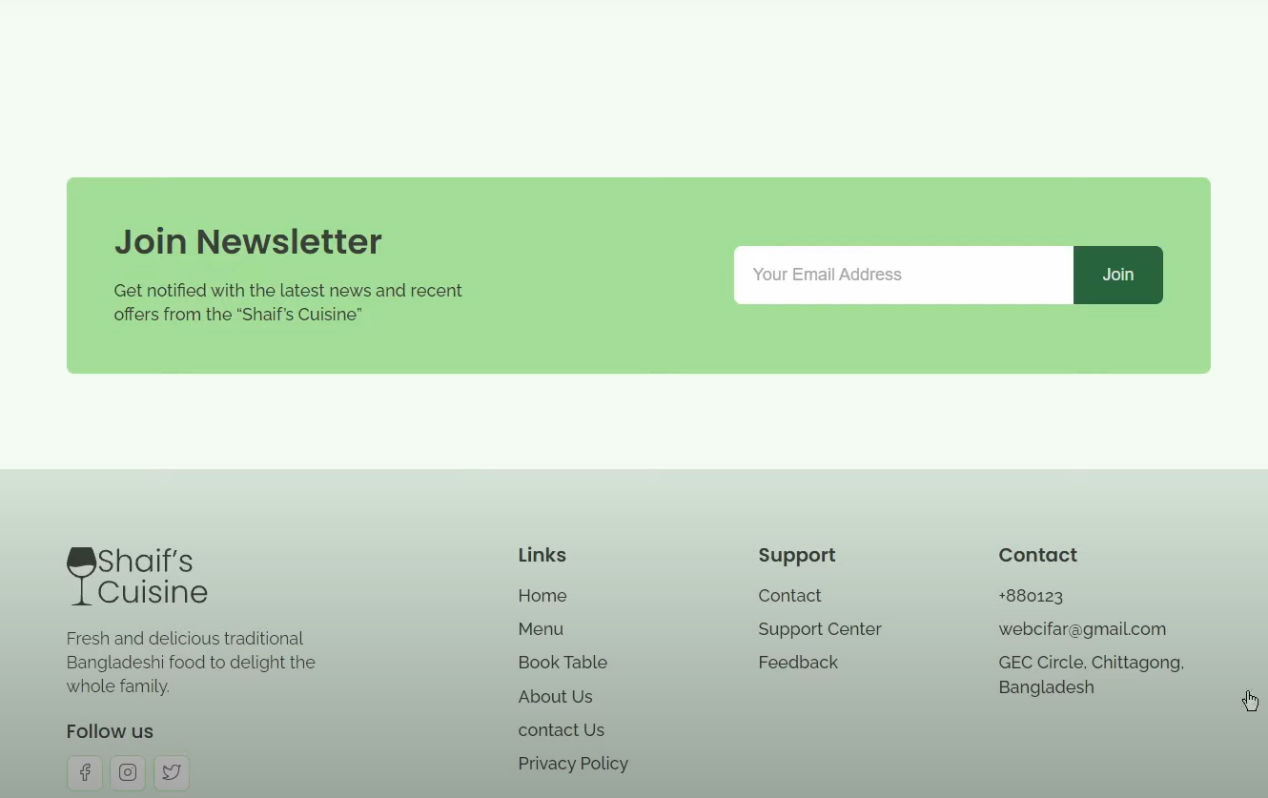 Join Newsletter
Get notified with the latest news and recent
offers from the “Shaif’s Cuisine”
Your Email Address
Join
Shaif’s
Cuisine
Fresh and delicious traditional
Bangladeshi food to delight the
whole family.
Follow us
Links
Home
Menu
Book Table
About Us
contact Us
Privacy Policy
Support
Contact
Support Center
Feedback
Contact
+880123
webcifar@gmail.com
GEC Circle, Chittagong,
Bangladesh